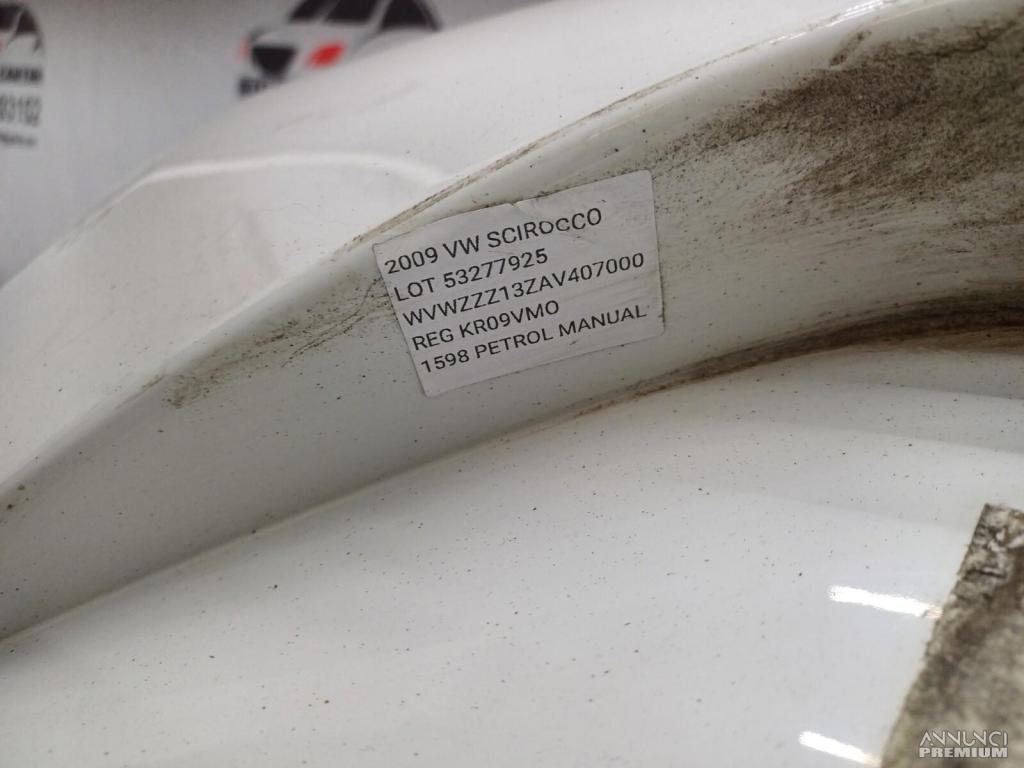 2009 VW SCIROCCO
LOT 53277925
WVWZZZ13ZAV407000
REG KR09VMO
1598 PETROL MANUAL
ANNUNCI
PREMIUM